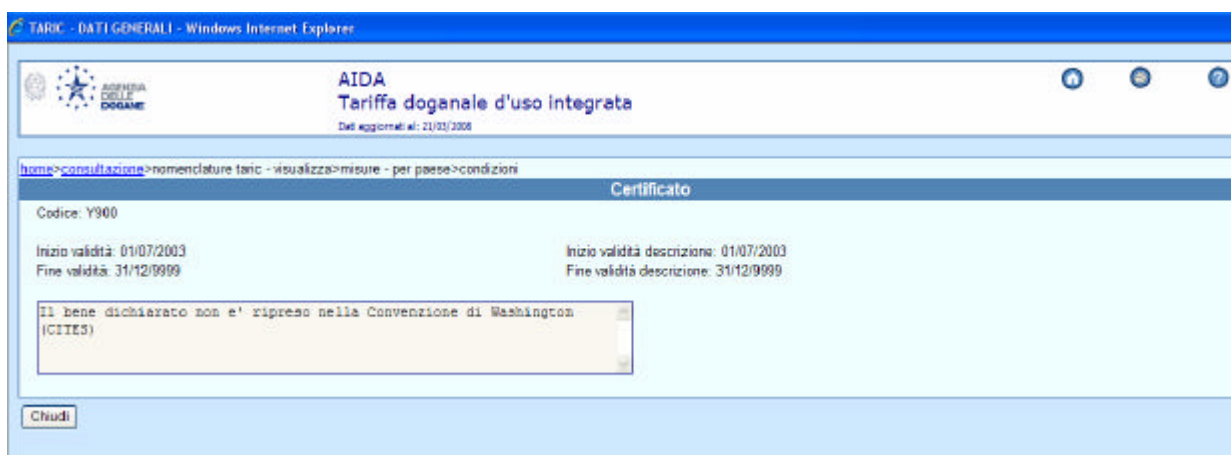 TARIC - DATI GENERALI - Windows Internet Explorer
AGENZIA
DELLE
DOGANE
AIDA
Tariffa doganale d'uso integrata
Dati aggiornati al: 21/03/2008
home>consultazione>nomenclature taric - visualizza>misure - per paese>condizioni
Certificato
Codice: Y900
Inizio validità: 01/07/2003
Inizio validità descrizione: 01/07/2003
Fine validità: 31/12/9999
Fine validità descrizione: 31/12/9999
Il bene dichiarato non e' ripreso nella Convenzione di Washington
(CITES)
Chiudi